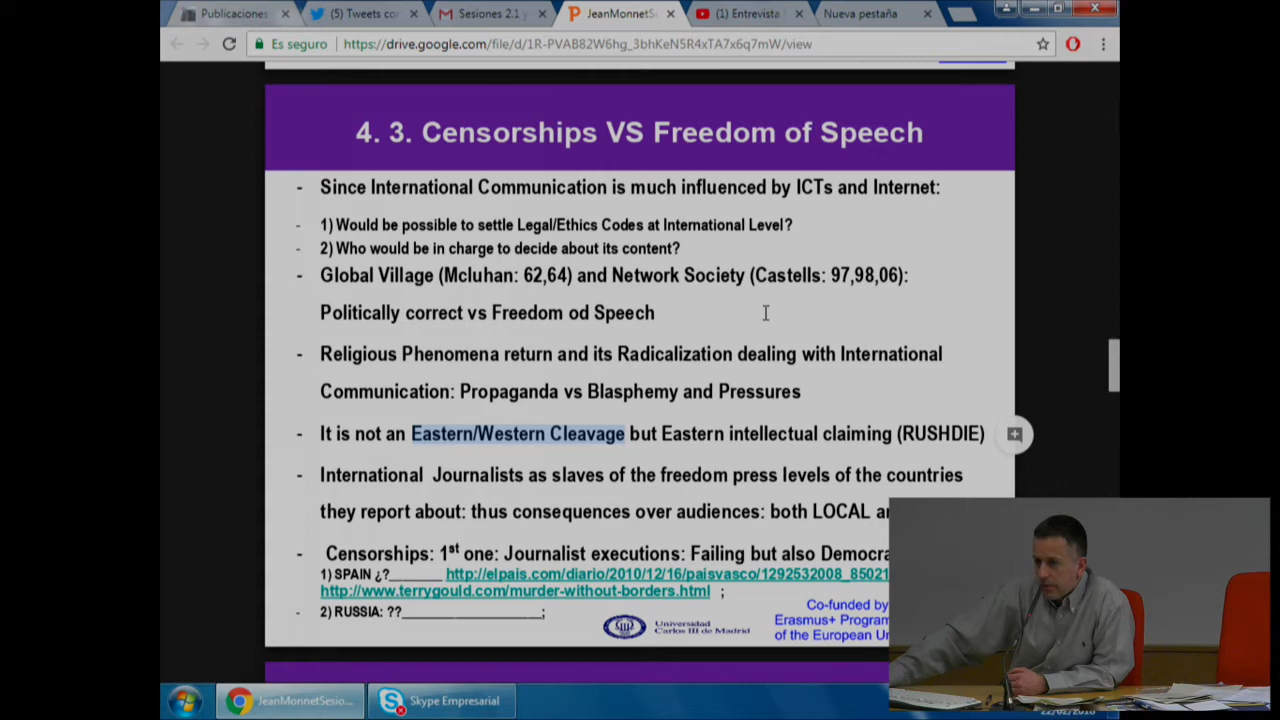 Publicaciones
(5) Tweets co
Sesiones 2.1 y
JeanMonnetSe
(1) Entrevista
Nueva pestaña
Es seguro
https://drive.google.com/file/d/1R-PVAB82W6hg_3bhKeN5R4xTA7x6q7mW/view
4. 3. Censorships VS Freedom of Speech
- Since International Communication is much influenced by ICTs and Internet:
- 1) Would be possible to settle Legal/Ethics Codes at International Level?
- 2) Who would be in charge to decide about its content?
- Global Village (Mcluhan: 62,64) and Network Society (Castells: 97,98,06):
Politically correct vs Freedom od Speech
- Religious Phenomena return and its Radicalization dealing with International
Communication: Propaganda vs Blasphemy and Pressures
- It is not an Eastern/Western Cleavage but Eastern intellectual claiming (RUSHDIE)
- International Journalists as slaves of the freedom press levels of the countries
they report about: thus consequences over audiences: both LOCAL a
- Censorships: 1st one: Journalist executions: Failing but also Democra
1) SPAIN ¿?______ http://elpais.com/diario/2010/12/16/paisvasco/1292532008_85021
http://www.terrygould.com/murder-without-borders.html ;
- 2) RUSSIA: ??____________________;
Universidad
Carlos III de Madrid
Co-funded by
Erasmus+ Program
of the European Un
JeanMonnetSesio...
Skype Empresarial